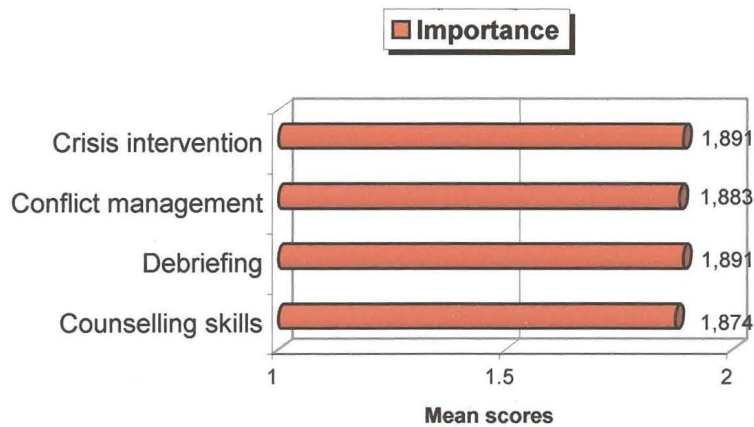 Importance
Crisis intervention 1,891
Conflict management 1,883
Debriefing 1,891
Counselling skills 1,874
1 1.5 2
Mean scores